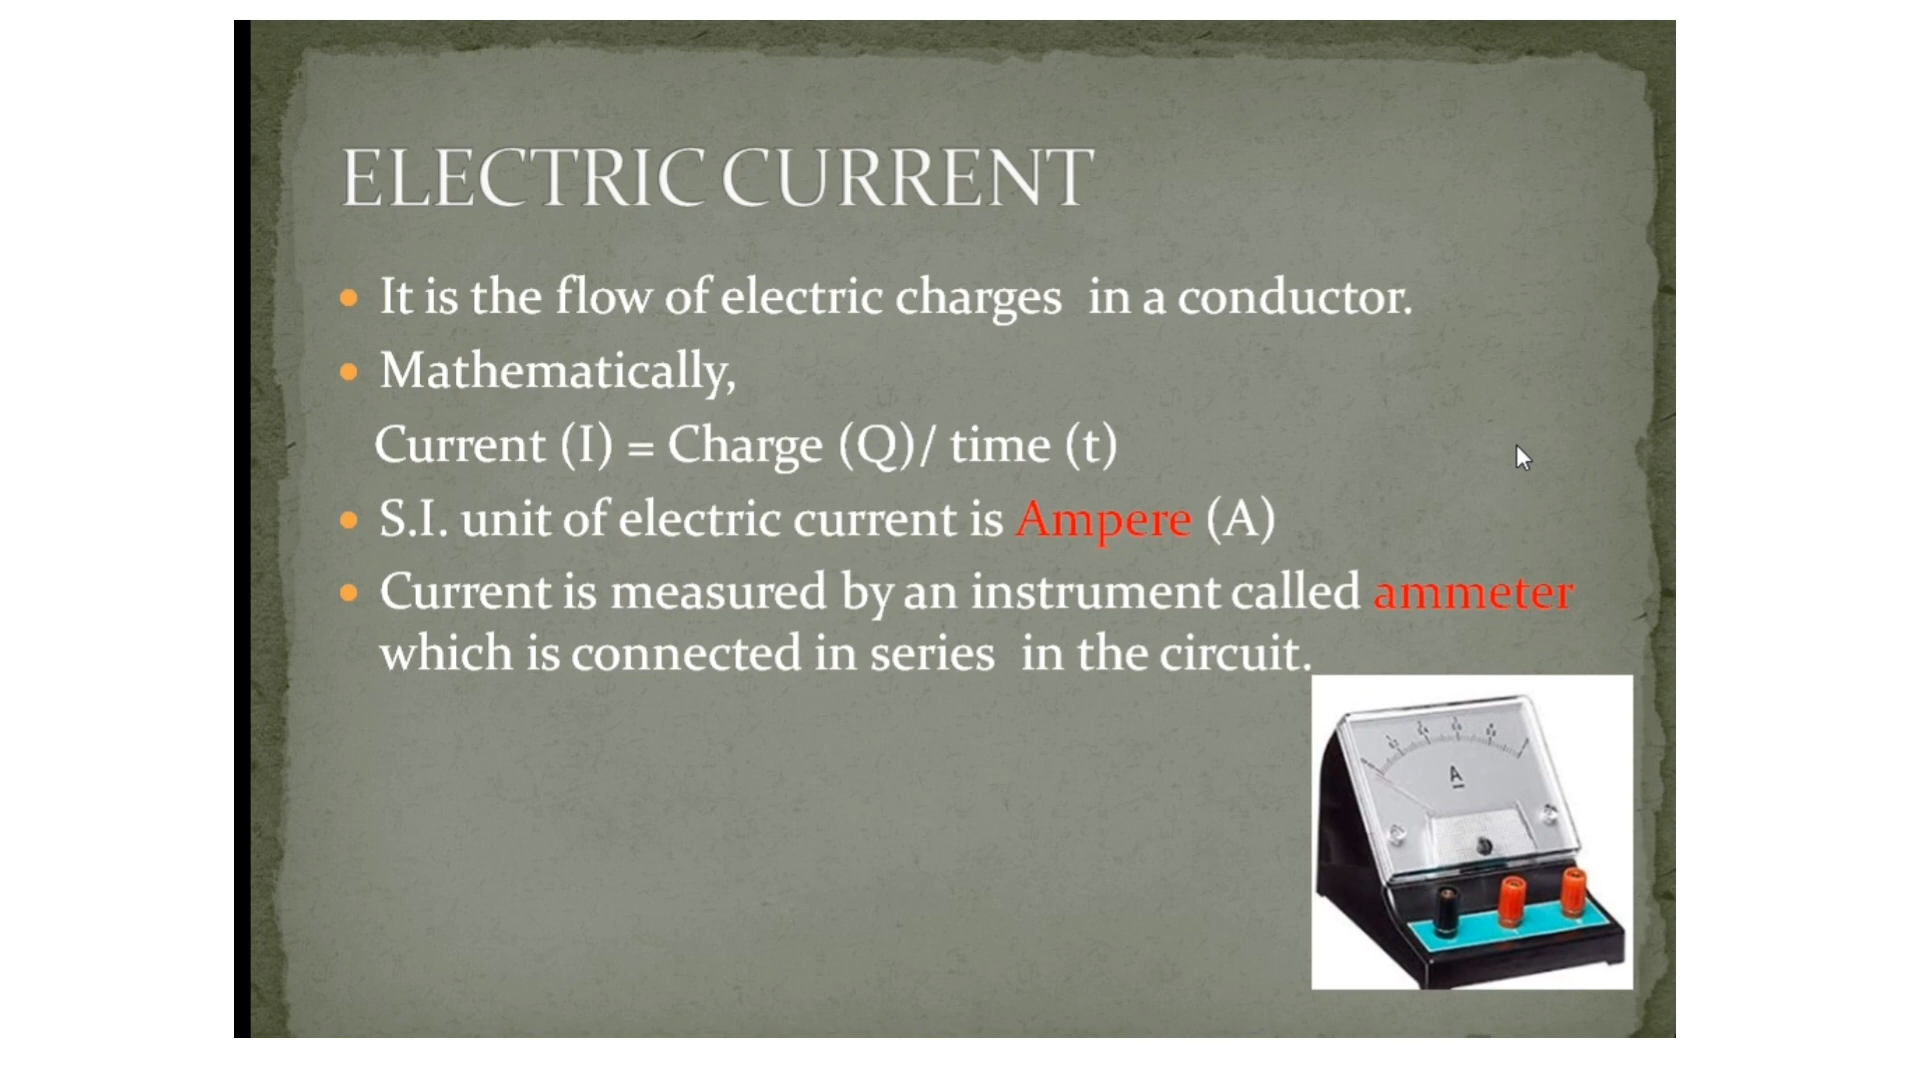 ELECTRIC CURRENT
• It is the flow of electric charges in a conductor.
• Mathematically,
Current (I) = Charge (Q)/ time (t)
• S.I. unit of electric current is Ampere (A)
• Current is measured by an instrument called ammeter
which is connected in series in the circuit.
A